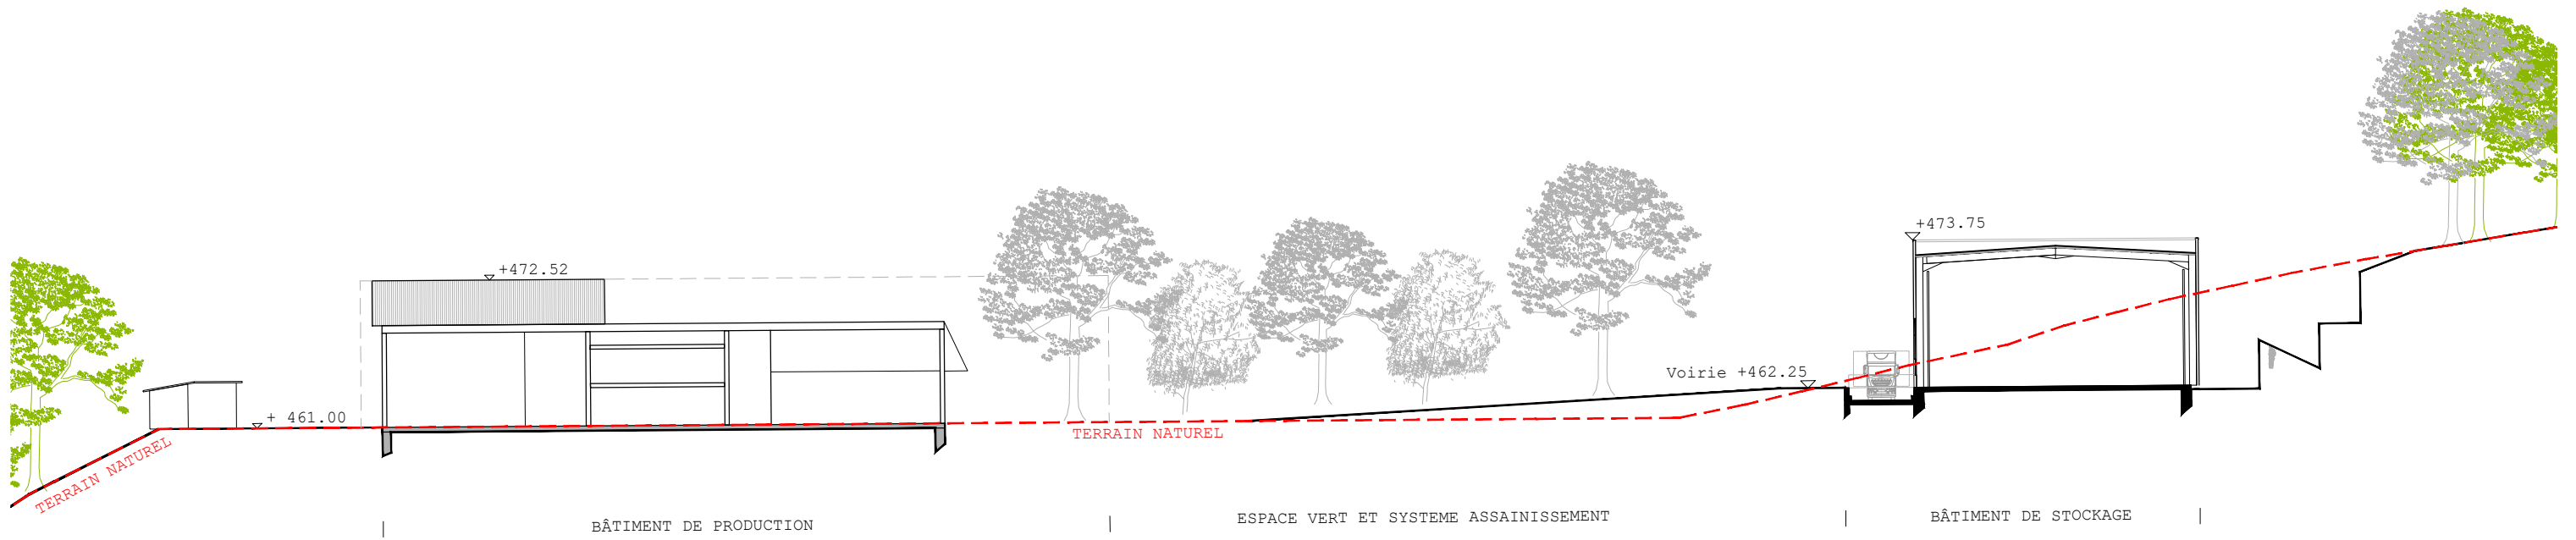 +473.75
+472.52
Voirie +462.25
+ 461.00
TERRAIN NATUREL
TERRAIN NATUREL
BÂTIMENT DE PRODUCTION
ESPACE VERT ET SYSTEME ASSAINISSEMENT
BÂTIMENT DE STOCKAGE